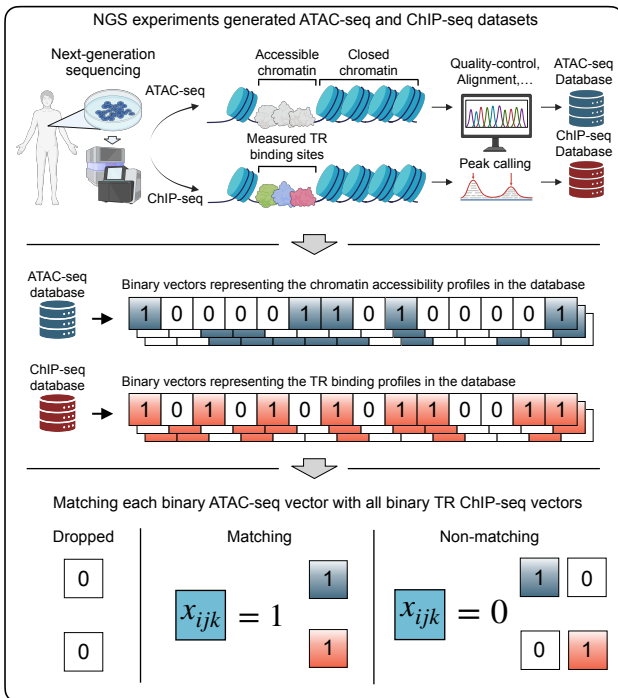 NGS experiments generated ATAC-seq and ChIP-seq datasets
Next-generation
sequencing
ATAC-seq
ChIP-seq
Accessible
chromatin
Closed
chromatin
Measured TR
binding sites
Quality-control,
Alignment,...
Peak calling
ATAC-seq
Database
ChIP-seq
Database
ATAC-seq
database
Binary vectors representing the chromatin accessibility profiles in the database
1 0 0 0 0 1 1 0 1 0 0 0 0 1
ChIP-seq
database
Binary vectors representing the TR binding profiles in the database
1 0 1 0 1 0 1 0 1 1 0 0 1 1
Matching each binary ATAC-seq vector with all binary TR ChIP-seq vectors
Dropped
0
0
Matching
x_{ijk} = 1
1
1
Non-matching
x_{ijk} = 0
1 0
0 1